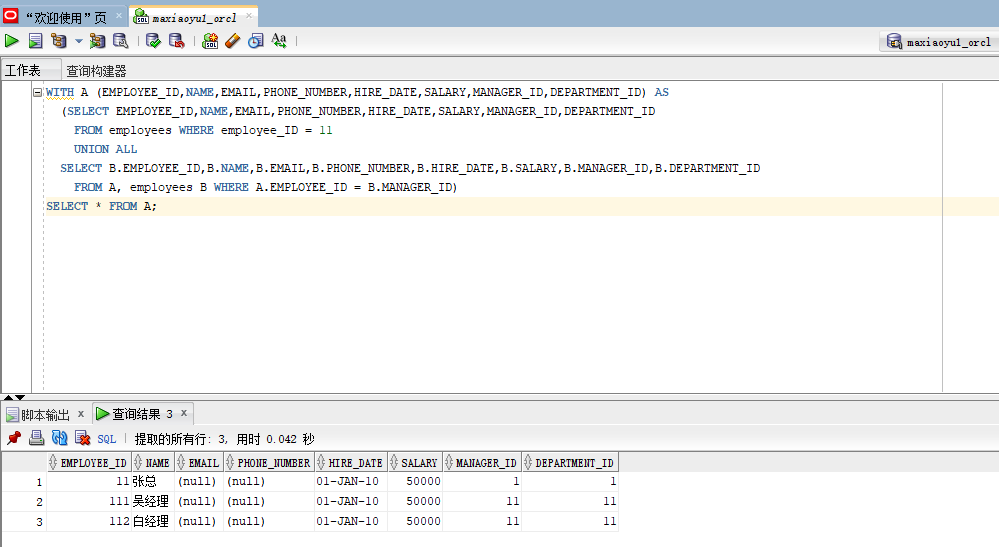 “欢迎使用”页 × maxiaoyu1_orcl ×
maxiaoyu1_orcl
工作表 查询构建器
WITH A (EMPLOYEE_ID,NAME,EMAIL,PHONE_NUMBER,HIRE_DATE,SALARY,MANAGER_ID,DEPARTMENT_ID) AS
(SELECT EMPLOYEE_ID,NAME,EMAIL,PHONE_NUMBER,HIRE_DATE,SALARY,MANAGER_ID,DEPARTMENT_ID
FROM employees WHERE employee_ID = 11
UNION ALL
SELECT B.EMPLOYEE_ID,B.NAME,B.EMAIL,B.PHONE_NUMBER,B.HIRE_DATE,B.SALARY,B.MANAGER_ID,B.DEPARTMENT_ID
FROM A, employees B WHERE A.EMPLOYEE_ID = B.MANAGER_ID)
SELECT * FROM A;
脚本输出 × 查询结果 3 ×
SQL 提取的所有行: 3, 用时 0.042 秒
EMPLOYEE_ID NAME EMAIL PHONE_NUMBER HIRE_DATE SALARY MANAGER_ID DEPARTMENT_ID
1 11 张总 (null) (null) 01-JAN-10 50000 1 1
2 111 吴经理 (null) (null) 01-JAN-10 50000 11 11
3 112 白经理 (null) (null) 01-JAN-10 50000 11 11